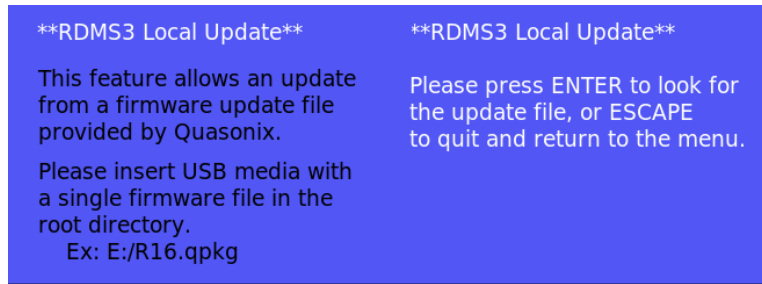 **RDMS3 Local Update**
This feature allows an update
from a firmware update file
provided by Quasonix.
Please insert USB media with
a single firmware file in the
root directory.
Ex: E:/R16.qpkg
**RDMS3 Local Update**
Please press ENTER to look for
the update file, or ESCAPE
to quit and return to the menu.